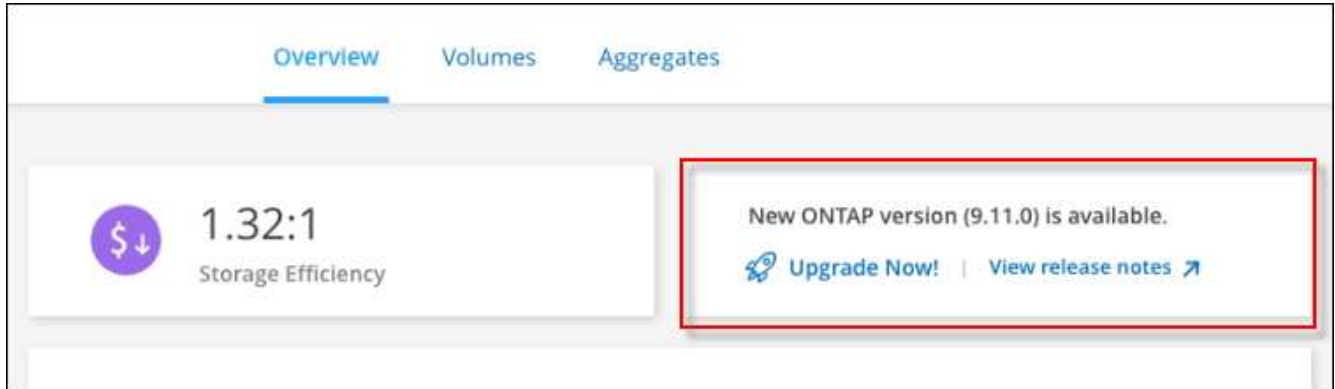 Overview Volumes Aggregates
1.32:1
Storage Efficiency
New ONTAP version (9.11.0) is available.
Upgrade Now! | View release notes